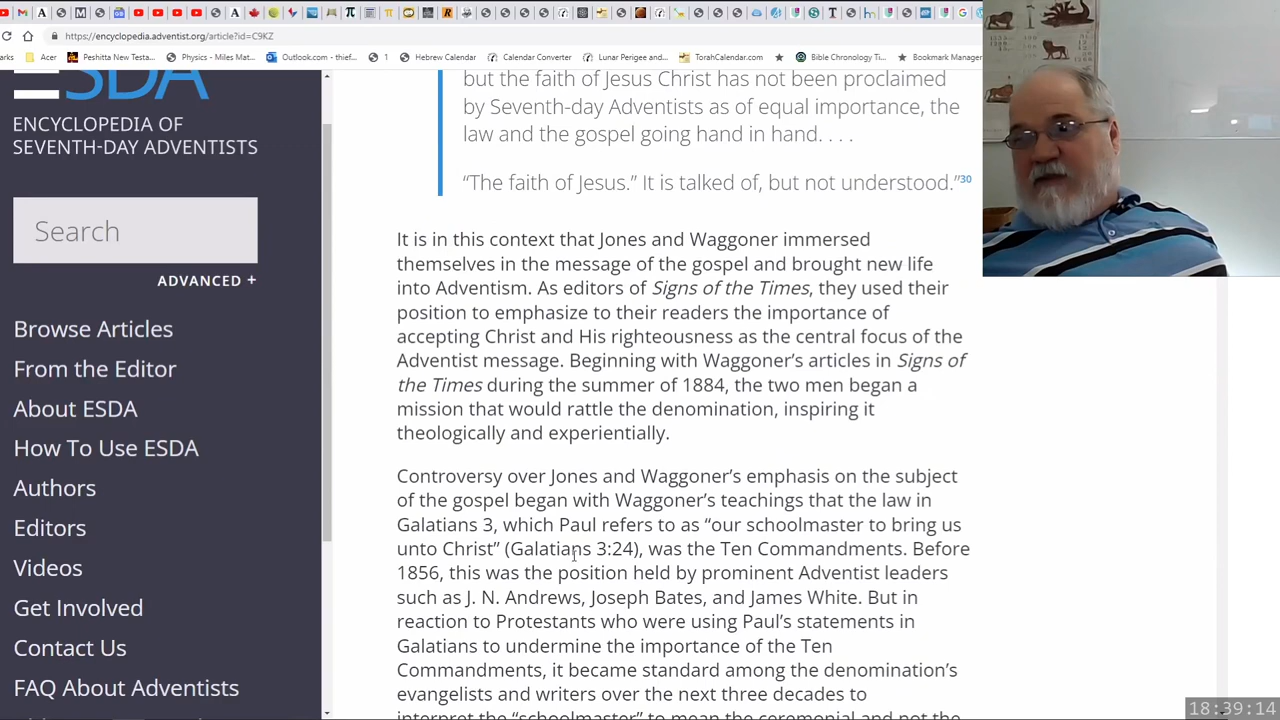 https://encyclopedia.adventist.org/article?id=C9KZ
Acer
Peshitta New Testa...
Physics - Miles Mat...
Outlook.com - thief...
Hebrew Calendar
Calendar Converter
Lunar Perigee and...
TorahCalendar.com
Bible Chronology Ti...
Bookmark Manager
ESDA
ENCYCLOPEDIA OF
SEVENTH-DAY ADVENTISTS
Search
ADVANCED +
Browse Articles
From the Editor
About ESDA
How To Use ESDA
Authors
Editors
Videos
Get Involved
Contact Us
FAQ About Adventists
but the faith of Jesus Christ has not been proclaimed
by Seventh-day Adventists as of equal importance, the
law and the gospel going hand in hand. . . .
“The faith of Jesus.” It is talked of, but not understood.”30
It is in this context that Jones and Waggoner immersed
themselves in the message of the gospel and brought new life
into Adventism. As editors of Signs of the Times, they used their
position to emphasize to their readers the importance of
accepting Christ and His righteousness as the central focus of the
Adventist message. Beginning with Waggoner’s articles in Signs of
the Times during the summer of 1884, the two men began a
mission that would rattle the denomination, inspiring it
theologically and experientially.
Controversy over Jones and Waggoner’s emphasis on the subject
of the gospel began with Waggoner’s teachings that the law in
Galatians 3, which Paul refers to as “our schoolmaster to bring us
unto Christ” (Galatians 3:24), was the Ten Commandments. Before
1856, this was the position held by prominent Adventist leaders
such as J. N. Andrews, Joseph Bates, and James White. But in
reaction to Protestants who were using Paul’s statements in
Galatians to undermine the importance of the Ten
Commandments, it became standard among the denomination’s
evangelists and writers over the next three decades to
interpret the “schoolmaster” to mean the ceremonial and not the
18:39:14